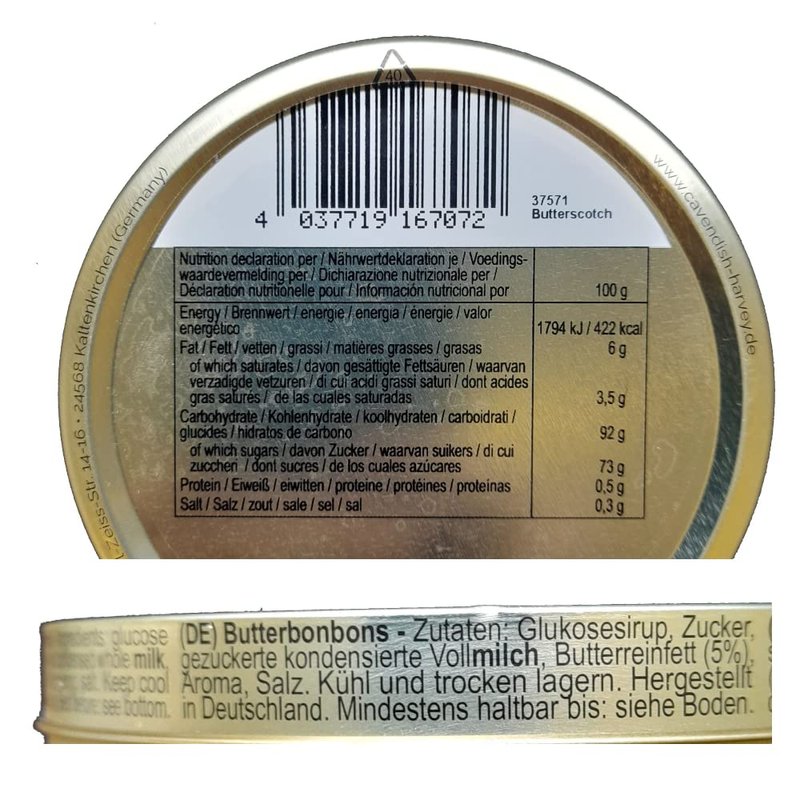 40
4 037719 167072
37571
Butterscotch
www.cavendish-harvey.de
Zeiss-Str. 14-16 • 24568 Kaltenkirchen (Germany)
Nutrition declaration per / Nährwertdeklaration je / Voedings-
waardevermelding per / Dichiarazione nutrizionale per /
Déclaration nutritionelle pour / Información nutricional por 100 g
Energy / Brennwert / energie / energia / énergie / valor
energético 1794 kJ / 422 kcal
Fat / Fett / vetten / grassi / matières grasses / grasas 6 g
of which saturates / davon gesättigte Fettsäuren / waarvan
verzadigde vetzuren / di cui acidi grassi saturi / dont acides
gras saturés / de las cuales saturadas 3,5 g
Carbohydrate / Kohlenhydrate / koolhydraten / carboidrati /
glucides / hidratos de carbono 92 g
of which sugars / davon Zucker / waarvan suikers / di cui
zuccheri / dont sucres / de los cuales azúcares 73 g
Protein / Eiweiß / eiwitten / proteine / protéines / proteínas 0,5 g
Salt / Salz / zout / sale / sel / sal 0,3 g
glucose (DE) Butterbonbons - Zutaten: Glukosesirup, Zucker,
whole milk, gezuckerte kondensierte Vollmilch, Butterreinfett (5%),
salt. Keep cool Aroma, Salz. Kühl und trocken lagern. Hergestellt
see bottom. in Deutschland. Mindestens haltbar bis: siehe Boden.